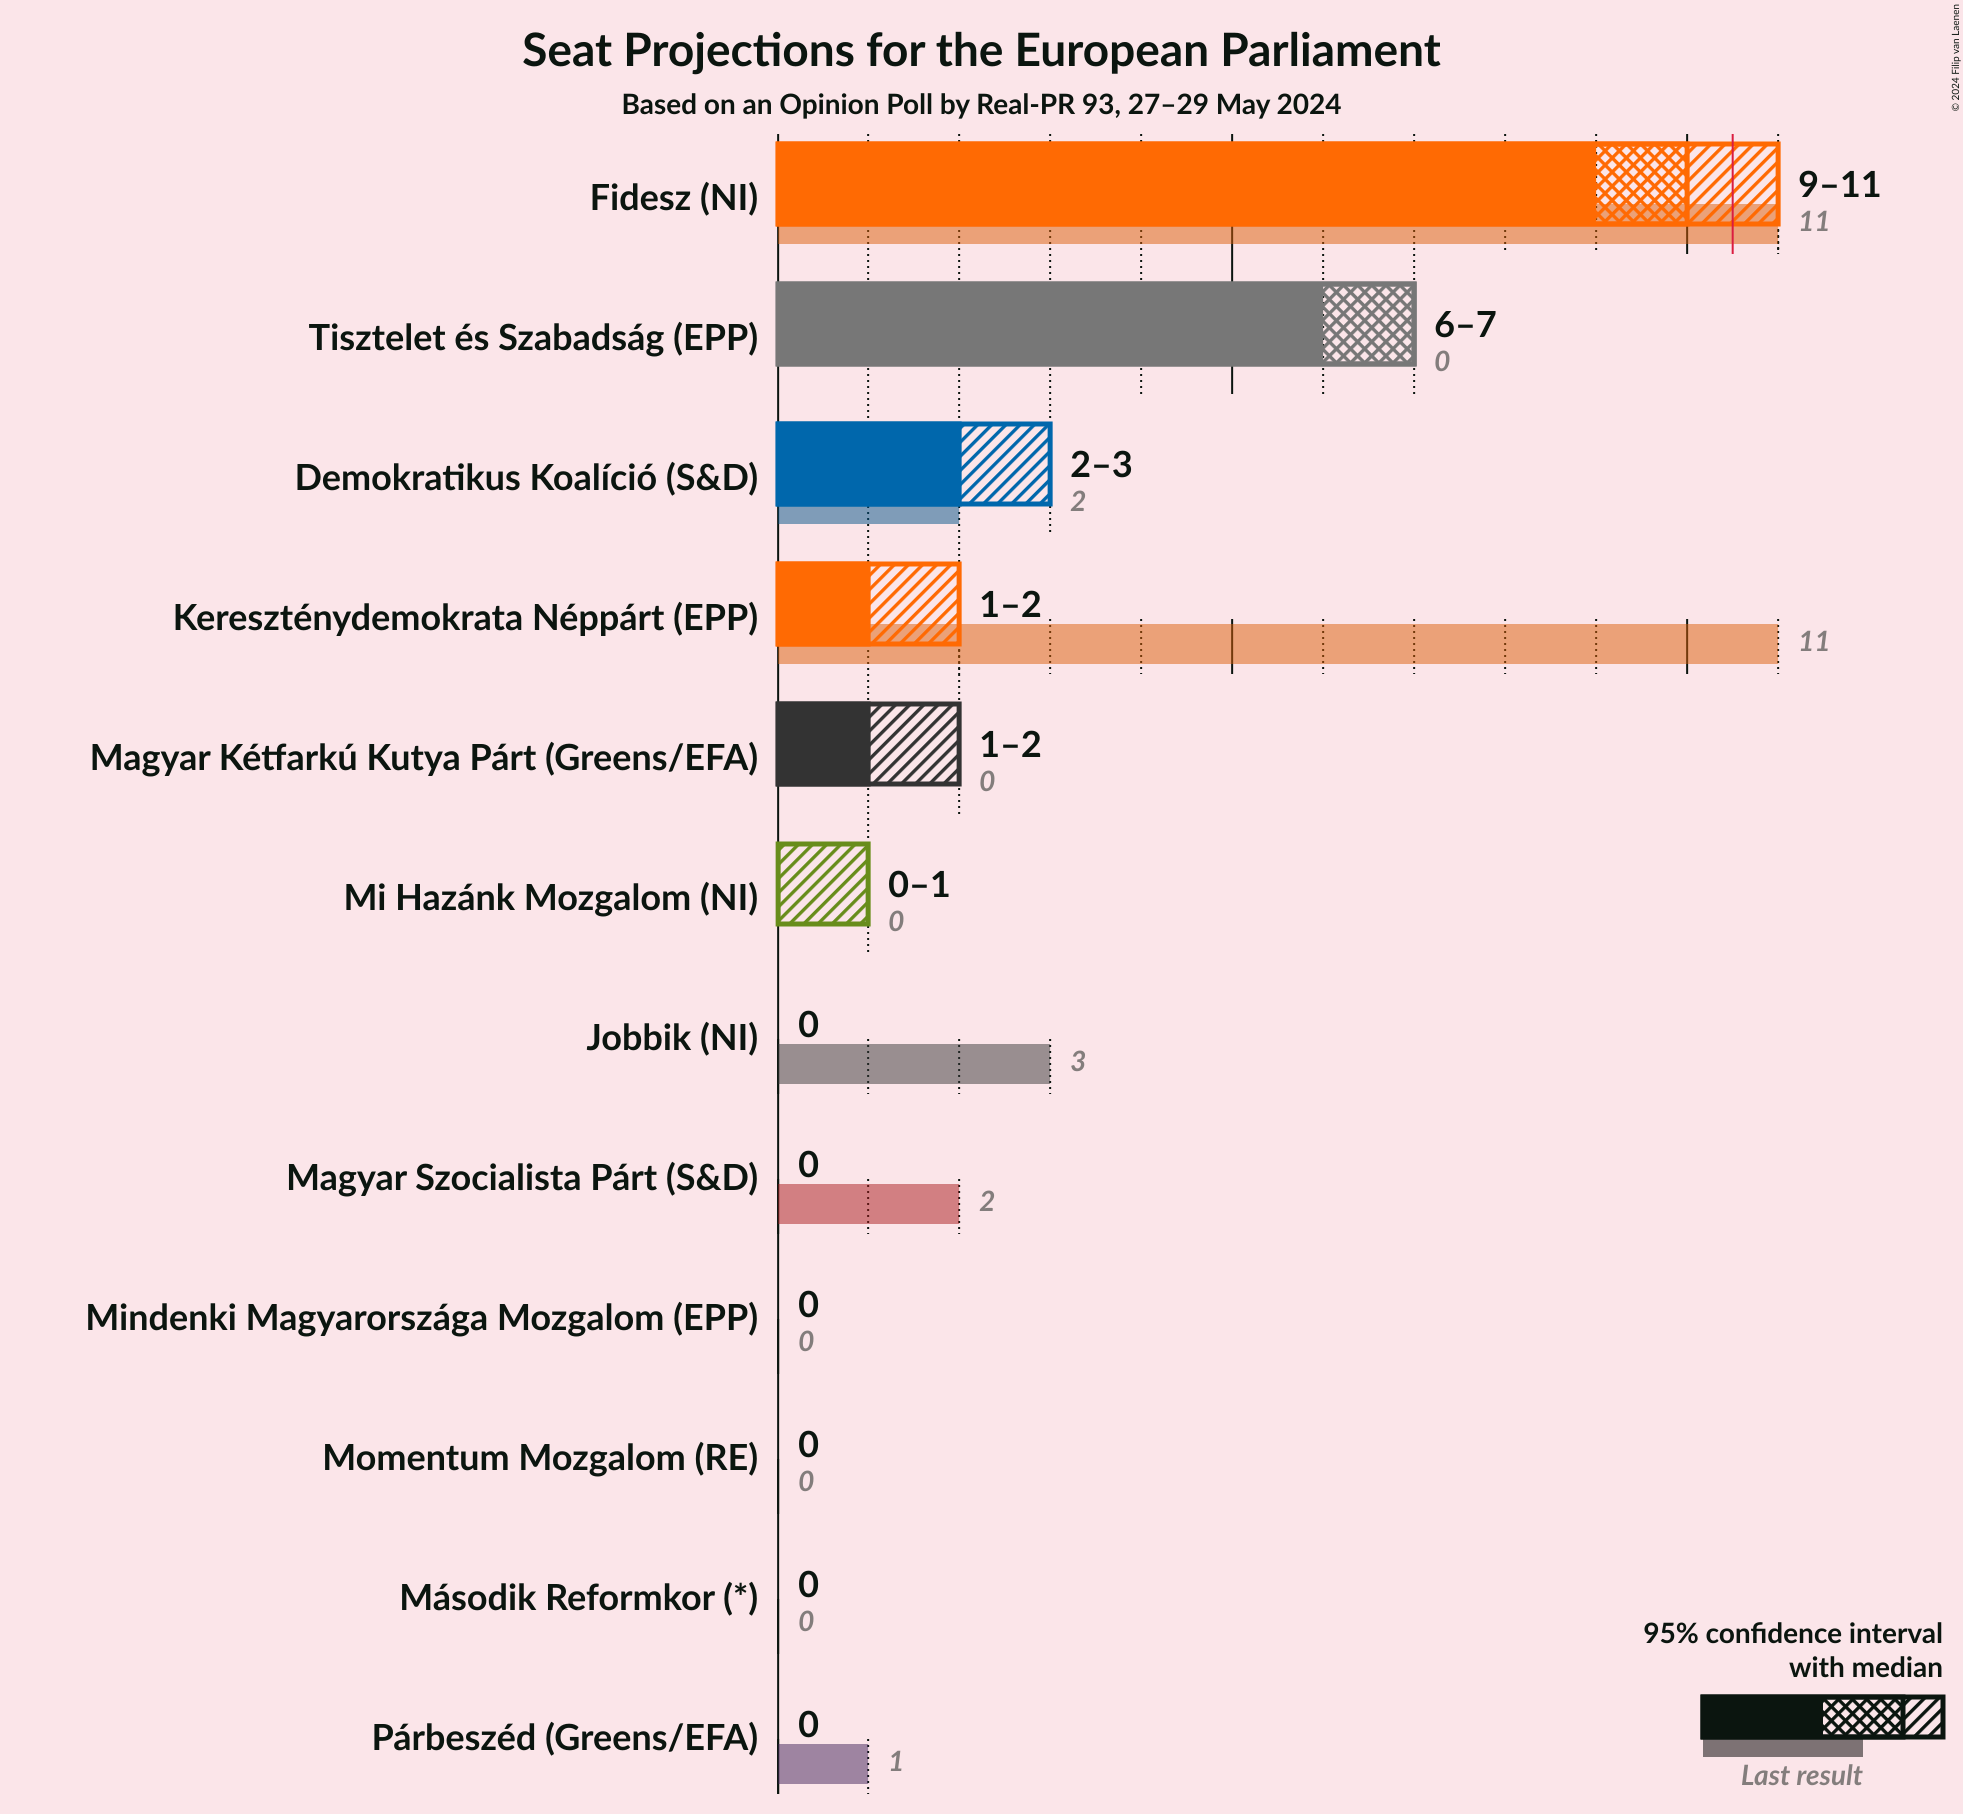 Seat Projections for the European Parliament
Based on an Opinion Poll by Real-PR 93, 27–29 May 2024
© 2024 Filip van Laenen
Fidesz (NI)
9–11
11
Tisztelet és Szabadság (EPP)
6–7
0
Demokratikus Koalíció (S&D)
2–3
2
Kereszténydemokrata Néppárt (EPP)
1–2
11
Magyar Kétfarkú Kutya Párt (Greens/EFA)
1–2
0
Mi Hazánk Mozgalom (NI)
0–1
0
Jobbik (NI)
0
3
Magyar Szocialista Párt (S&D)
0
2
Mindenki Magyarországa Mozgalom (EPP)
0
0
Momentum Mozgalom (RE)
0
0
Második Reformkor (*)
0
0
Párbeszéd (Greens/EFA)
0
1
95% confidence interval
with median
Last result